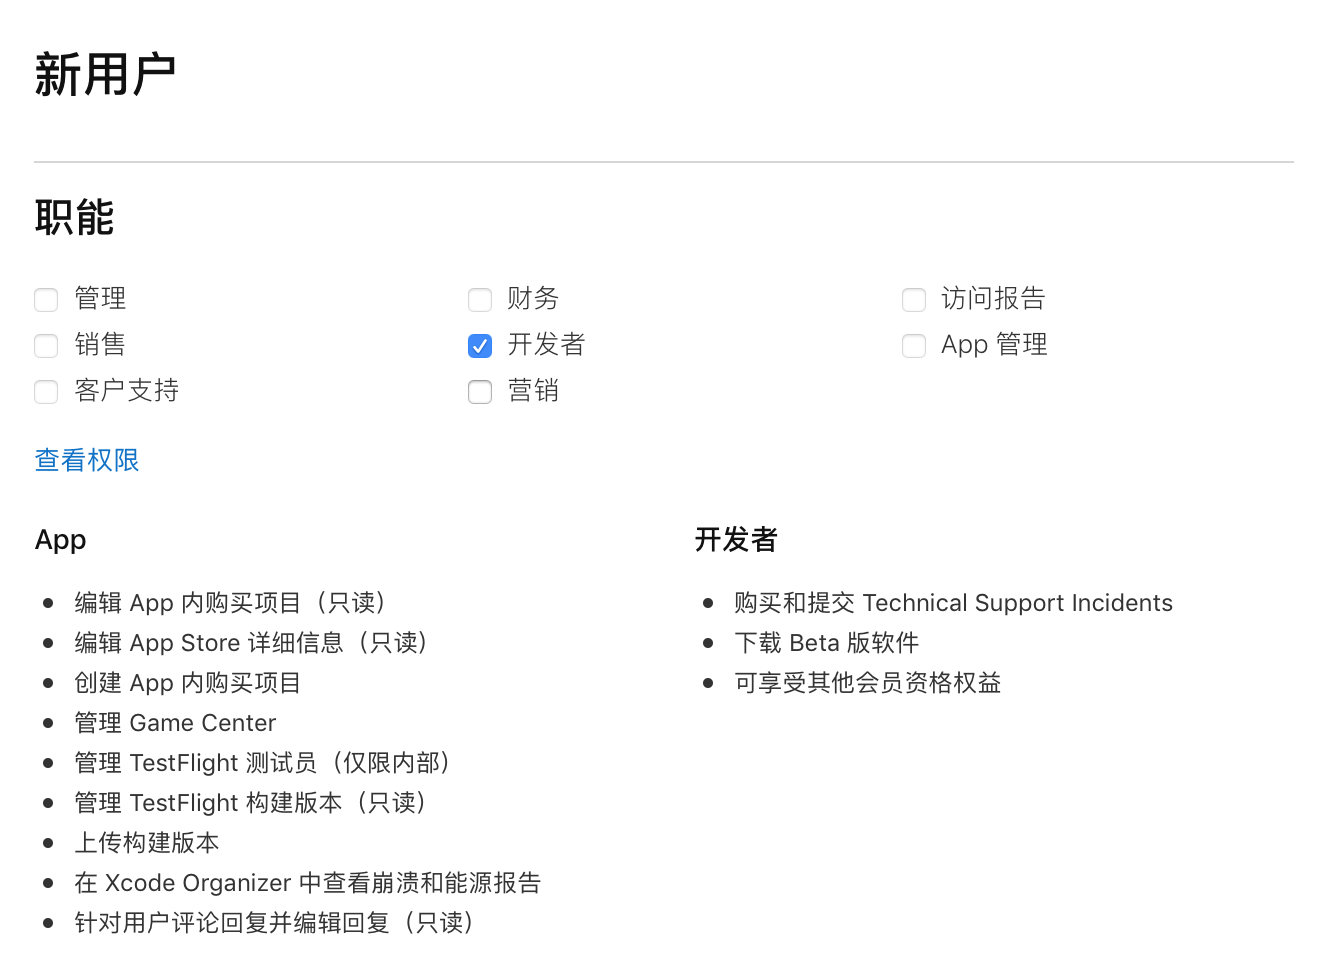 新用户
职能
管理
财务
访问报告
销售
开发者
App 管理
客户支持
营销
查看权限
App
编辑 App 内购买项目（只读）
编辑 App Store 详细信息（只读）
创建 App 内购买项目
管理 Game Center
管理 TestFlight 测试员（仅限内部）
管理 TestFlight 构建版本（只读）
上传构建版本
在 Xcode Organizer 中查看崩溃和能源报告
针对用户评论回复并编辑回复（只读）
开发者
购买和提交 Technical Support Incidents
下载 Beta 版软件
可享受其他会员资格权益